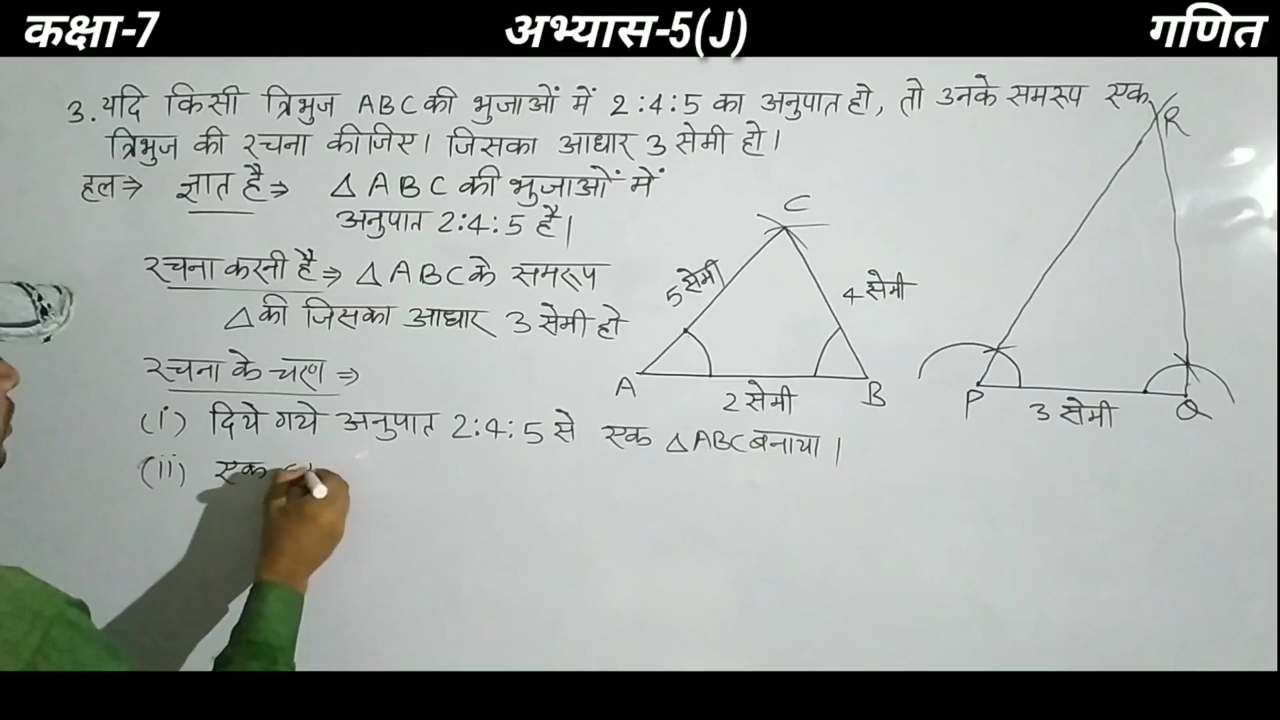 कक्षा-7 अभ्यास-5(J) गणित
3. यदि किसी त्रिभुज ABC की भुजाओं में 2:4:5 का अनुपात हो, तो उनके समरुप एक
त्रिभुज की रचना कीजिए। जिसका आधार 3 सेमी हो।
हल⇒ ज्ञात है⇒ △ABC की भुजाओं में
अनुपात 2:4:5 है।
रचना करनी है⇒ △ABC के समरुप
△की जिसका आधार 3 सेमी हो
रचना के चरण ⇒
(i) दिये गये अनुपात 2:4:5 से एक △ABC बनाया।
(ii) एक
C
5 सेमी
4 सेमी
A
2 सेमी
B
R
P
3 सेमी
Q